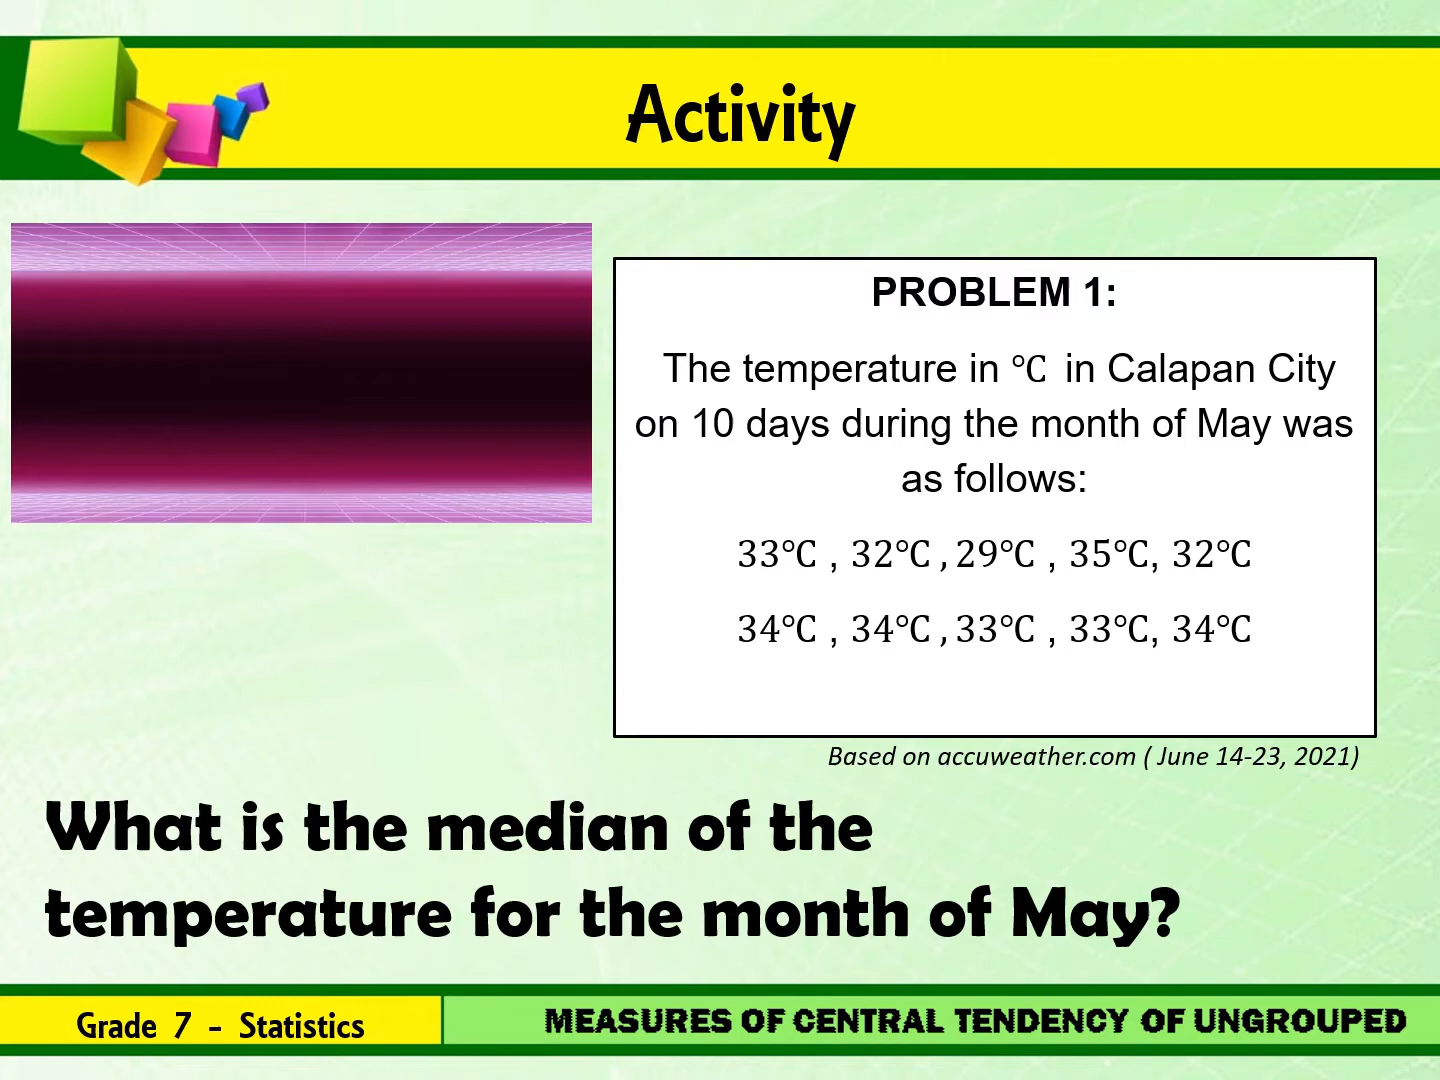 Activity
PROBLEM 1:
The temperature in ℃ in Calapan City
on 10 days during the month of May was
as follows:
33℃ , 32℃ , 29℃ , 35℃, 32℃
34℃ , 34℃ , 33℃ , 33℃, 34℃
Based on accuweather.com ( June 14-23, 2021)
What is the median of the
temperature for the month of May?
Grade 7 - Statistics
MEASURES OF CENTRAL TENDENCY OF UNGROUPED